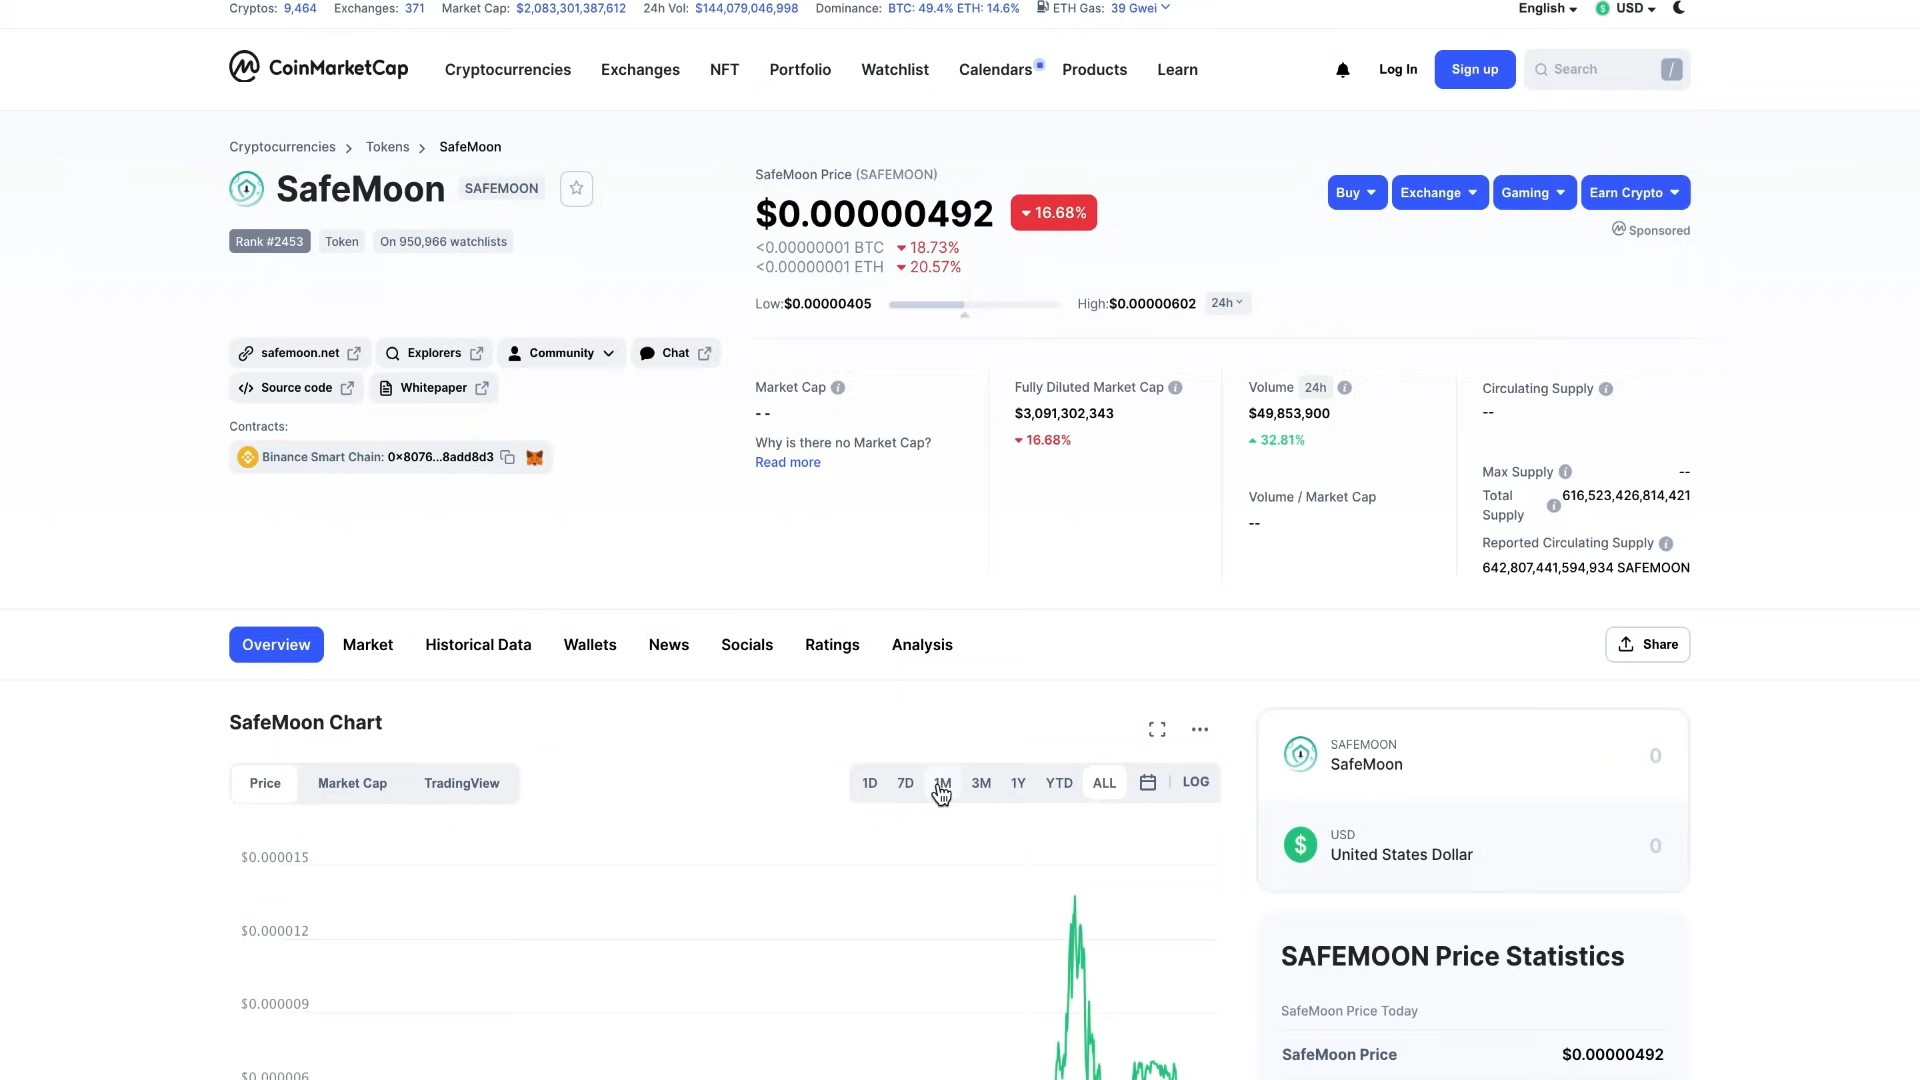 Cryptos: 9,464 Exchanges: 371 Market Cap: $2,083,301,387,612 24h Vol: $144,079,046,998 Dominance: BTC: 49.4% ETH: 14.6% ETH Gas: 39 Gwei
English USD
CoinMarketCap Cryptocurrencies Exchanges NFT Portfolio Watchlist Calendars Products Learn
Log In Sign up Search /
Cryptocurrencies > Tokens > SafeMoon
SafeMoon SAFEMOON
Rank #2453 Token On 950,966 watchlists
safemoon.net Explorers Community Chat
Source code Whitepaper
Contracts:
Binance Smart Chain: 0x8076...8add8d3
SafeMoon Price (SAFEMOON)
$0.00000492 16.68%
<0.00000001 BTC 18.73%
<0.00000001 ETH 20.57%
Low:$0.00000405 High:$0.00000602 24h
Buy Exchange Gaming Earn Crypto
Sponsored
Market Cap
- -
Why is there no Market Cap?
Read more
Fully Diluted Market Cap
$3,091,302,343
16.68%
Volume 24h
$49,853,900
32.81%
Volume / Market Cap
--
Circulating Supply
--
Max Supply --
Total Supply 616,523,426,814,421
Reported Circulating Supply
642,807,441,594,934 SAFEMOON
Overview Market Historical Data Wallets News Socials Ratings Analysis
Share
SafeMoon Chart
Price Market Cap TradingView
1D 7D 1M 3M 1Y YTD ALL LOG
$0.000015
$0.000012
$0.000009
$0.000006
SAFEMOON
SafeMoon 0
USD
$ United States Dollar 0
SAFEMOON Price Statistics
SafeMoon Price Today
SafeMoon Price $0.00000492